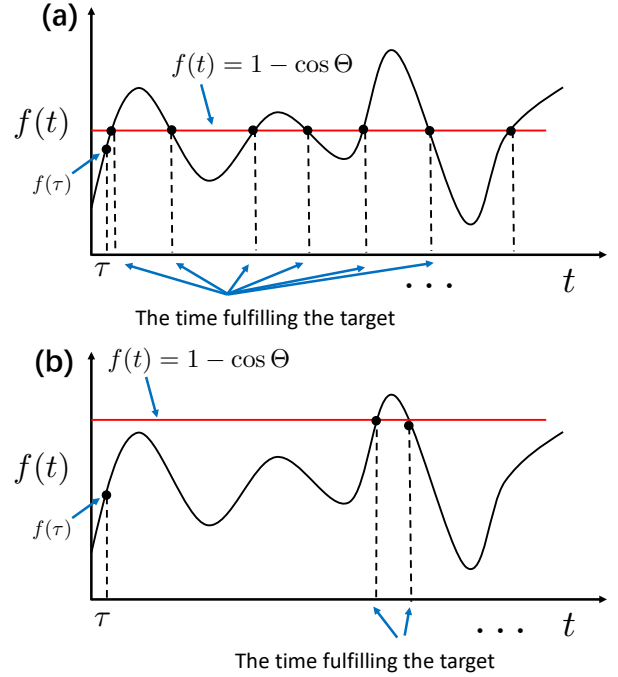 (a)
f(t) = 1 − cos Θ
f(t)
f(τ)
τ
. . .
t
The time fulfilling the target
(b)
f(t) = 1 − cos Θ
f(t)
f(τ)
τ
. . .
t
The time fulfilling the target